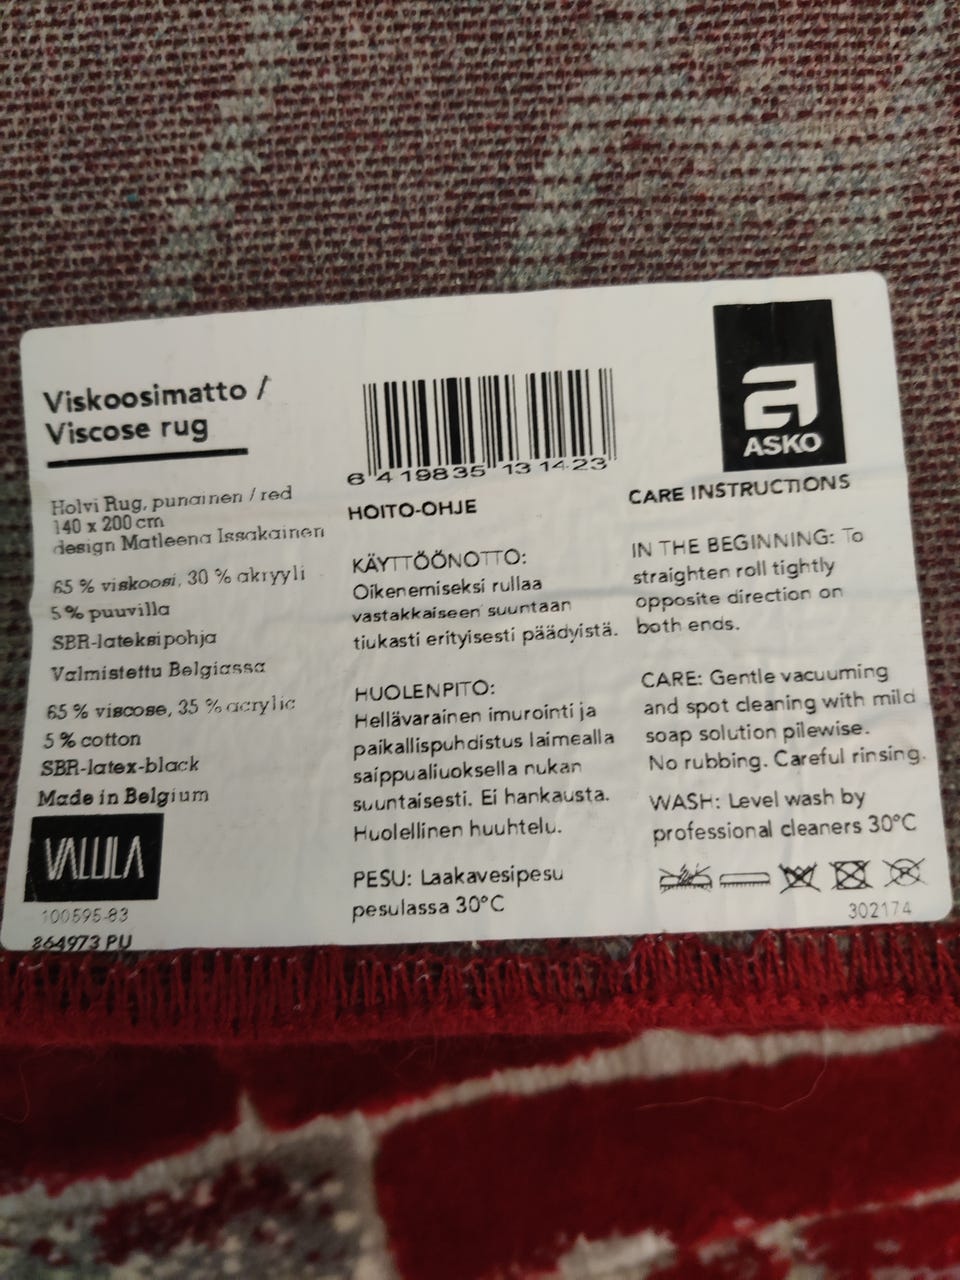 Viskoosimatto /
Viscose rug
Holvi Rug, punainen / red
140 x 200 cm
design Matleena Issakainen
65 % viskoosi, 30 % akryyli
5 % puuvilla
SBR-lateksipohja
Valmistettu Belgiassa
65 % viscose, 35 % acrylic
5 % cotton
SBR-latex-black
Made in Belgium
VALLILA
100595-83
864973 PU
6 419835 131423
HOITO-OHJE
KÄYTTÖÖNOTTO:
Oikenemiseksi rullaa
vastakkaiseen suuntaan
tiukasti erityisesti päädyistä.
HUOLENPITO:
Hellävarainen imurointi ja
paikallispuhdistus laimealla
saippualiuoksella nukan
suuntaisesti. Ei hankausta.
Huolellinen huuhtelu.
PESU: Laakavesipesu
pesulassa 30°C
a
ASKO
CARE INSTRUCTIONS
IN THE BEGINNING: To
straighten roll tightly
opposite direction on
both ends.
CARE: Gentle vacuuming
and spot cleaning with mild
soap solution pilewise.
No rubbing. Careful rinsing.
WASH: Level wash by
professional cleaners 30°C
302174